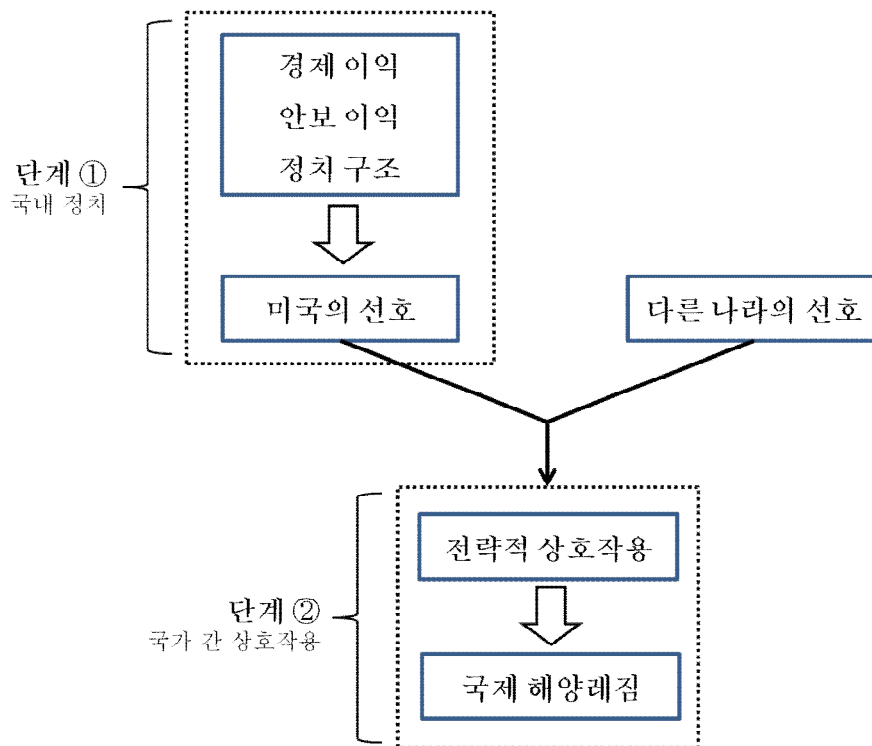 경제 이익
안보 이익
정치 구조
단계 ①
국내 정치
미국의 선호
다른 나라의 선호
전략적 상호작용
단계 ②
국가 간 상호작용
국제 해양레짐